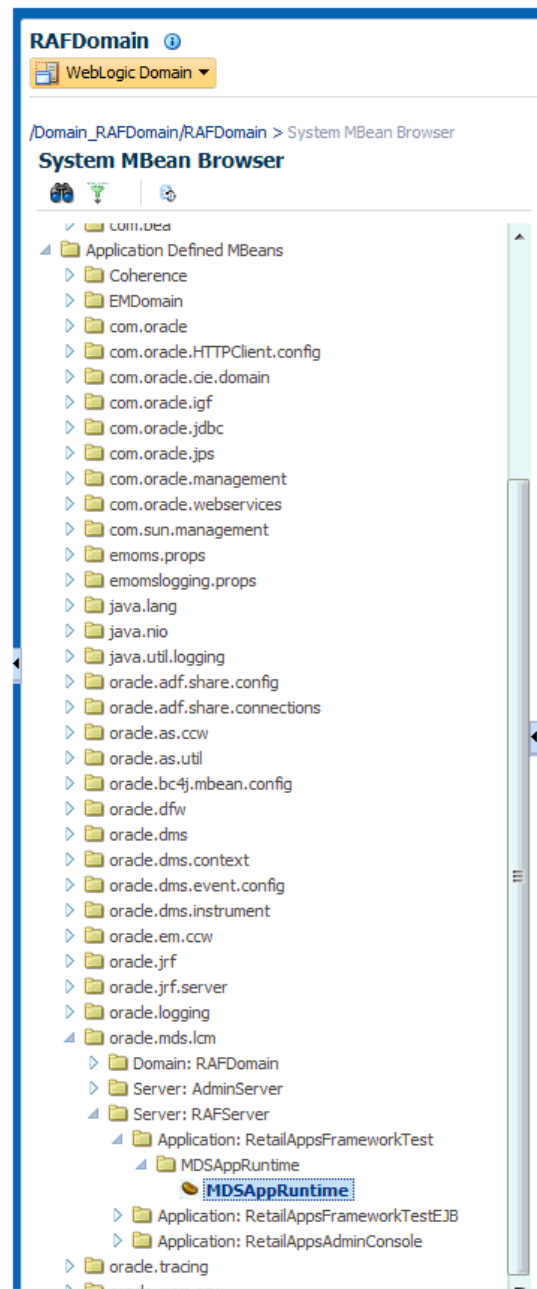 RAFDomain
WebLogic Domain
/Domain_RAFDomain/RAFDomain > System MBean Browser
System MBean Browser
com.bea
Application Defined MBeans
Coherence
EMDomain
com.oracle
com.oracle.HTTPClient.config
com.oracle.cie.domain
com.oracle.igf
com.oracle.jdbc
com.oracle.jps
com.oracle.management
com.oracle.webservices
com.sun.management
emoms.props
emomslogging.props
java.lang
java.nio
java.util.logging
oracle.adf.share.config
oracle.adf.share.connections
oracle.as.ccw
oracle.as.util
oracle.bc4j.mbean.config
oracle.dfw
oracle.dms
oracle.dms.context
oracle.dms.event.config
oracle.dms.instrument
oracle.em.ccw
oracle.jrf
oracle.jrf.server
oracle.logging
oracle.mds.lcm
Domain: RAFDomain
Server: AdminServer
Server: RAFServer
Application: RetailAppsFrameworkTest
MDSAppRuntime
MDSAppRuntime
Application: RetailAppsFrameworkTestEJB
Application: RetailAppsAdminConsole
oracle.tracing